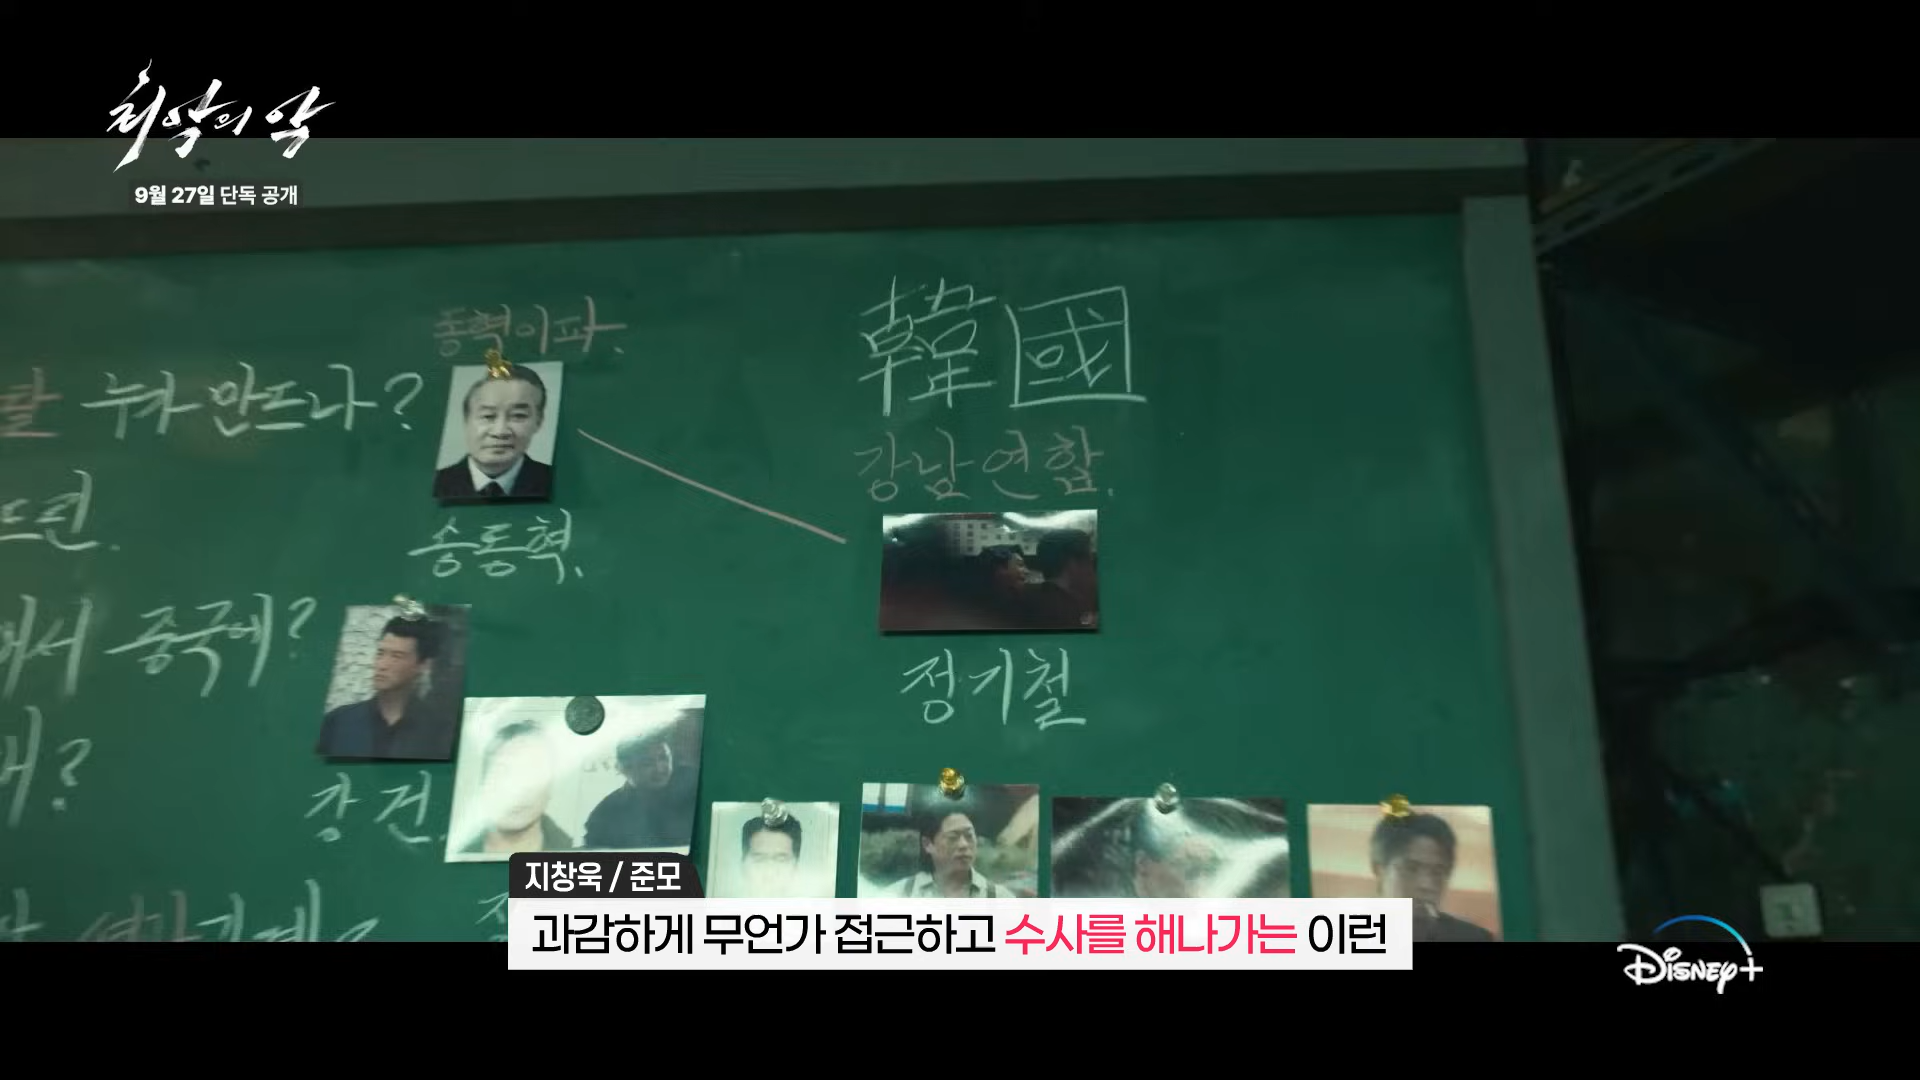 최악의 악
9월 27일 단독 공개
동혁이파.
韓國
누가 만드나?
강남연합.
송동혁.
중국에?
정기철
강건.
지창욱 / 준모
과감하게 무언가 접근하고 수사를 해나가는 이런
Disney+